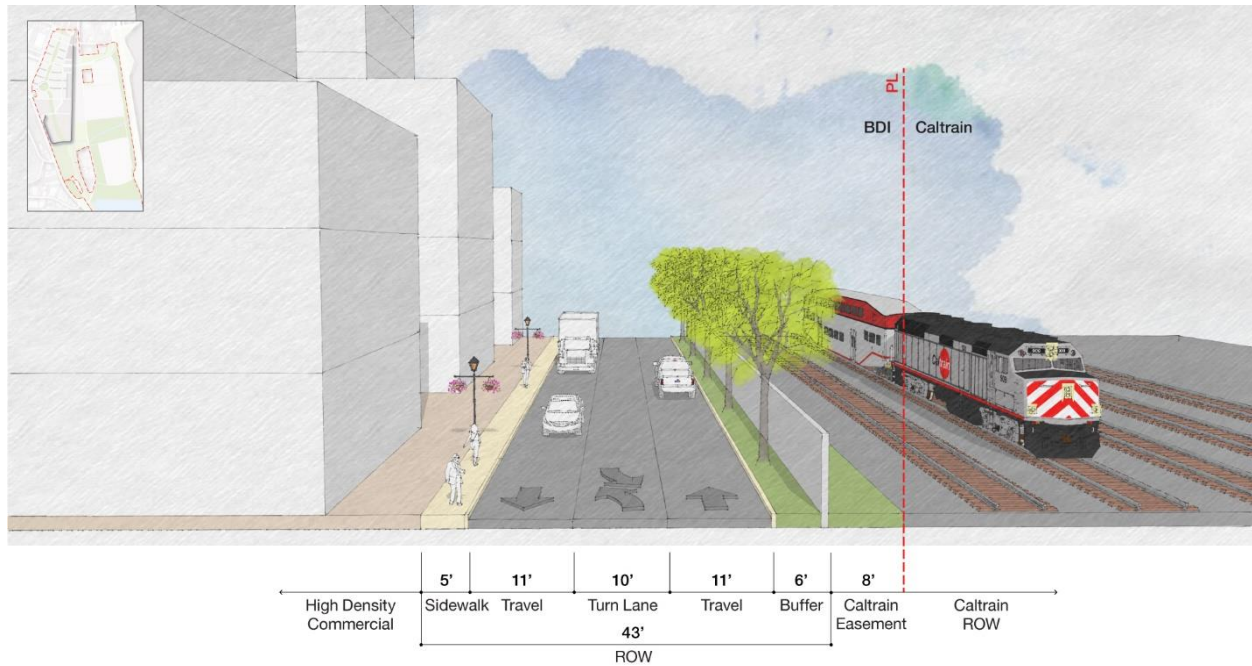 PL
BDI Caltrain
5' 11' 10' 11' 6' 8'
High Density Commercial
Sidewalk Travel Turn Lane Travel Buffer Caltrain Easement Caltrain ROW
43'
ROW